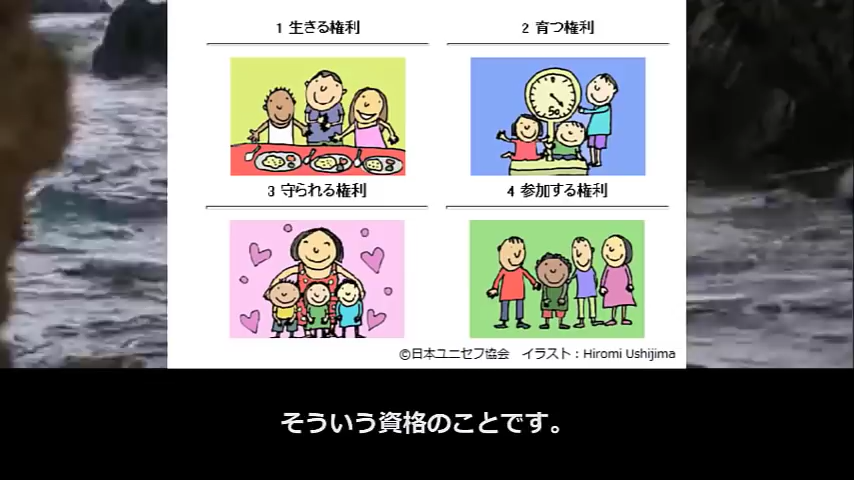 1 生きる権利
2 育つ権利
3 守られる権利
4 参加する権利
©日本ユニセフ協会 イラスト：Hiromi Ushijima
そういう資格のことです。